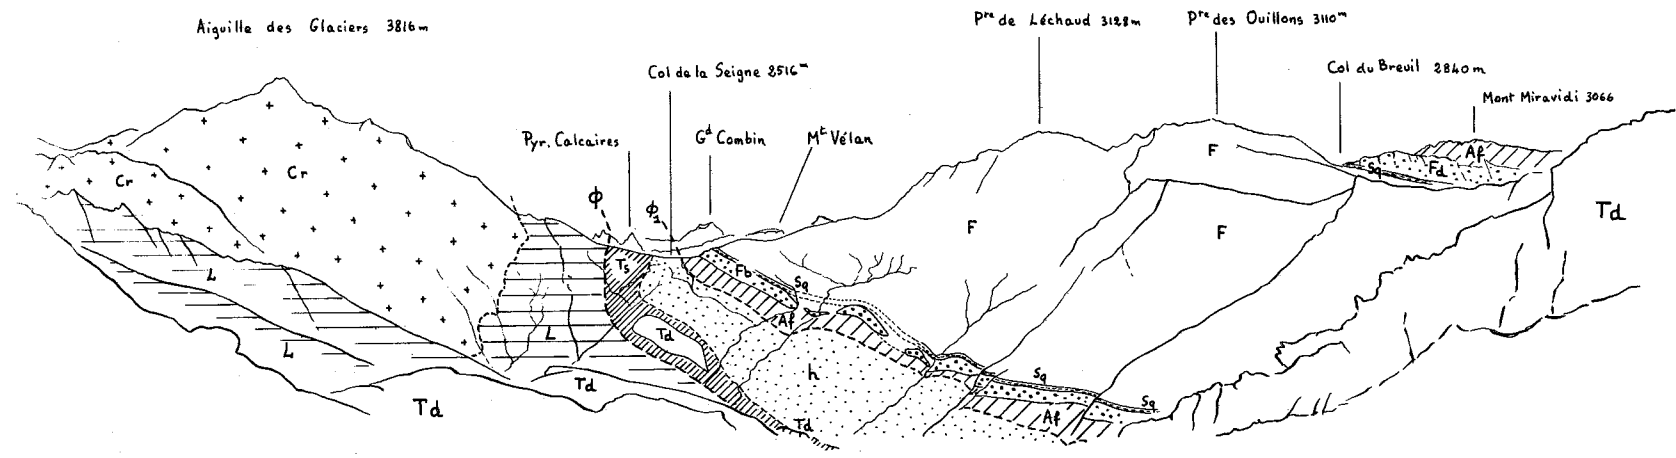 Aiguille des Glaciers 3816m
Col de la Seigne 2516m
Pte de Léchaud 3128m
Pte des Ouillons 3110m
Col du Breuil 2840m
Mont Miravidi 3066
Pyr. Calcaires
Gd Combin
Mt Vélan
Cr
Cr
L
L
L
Td
Td
Φ
Φ1
Ts
Td
Td
Fb
Sq
Af
h
F
F
F
Sq
Af
Sq
Sq
Fd
Af
Td